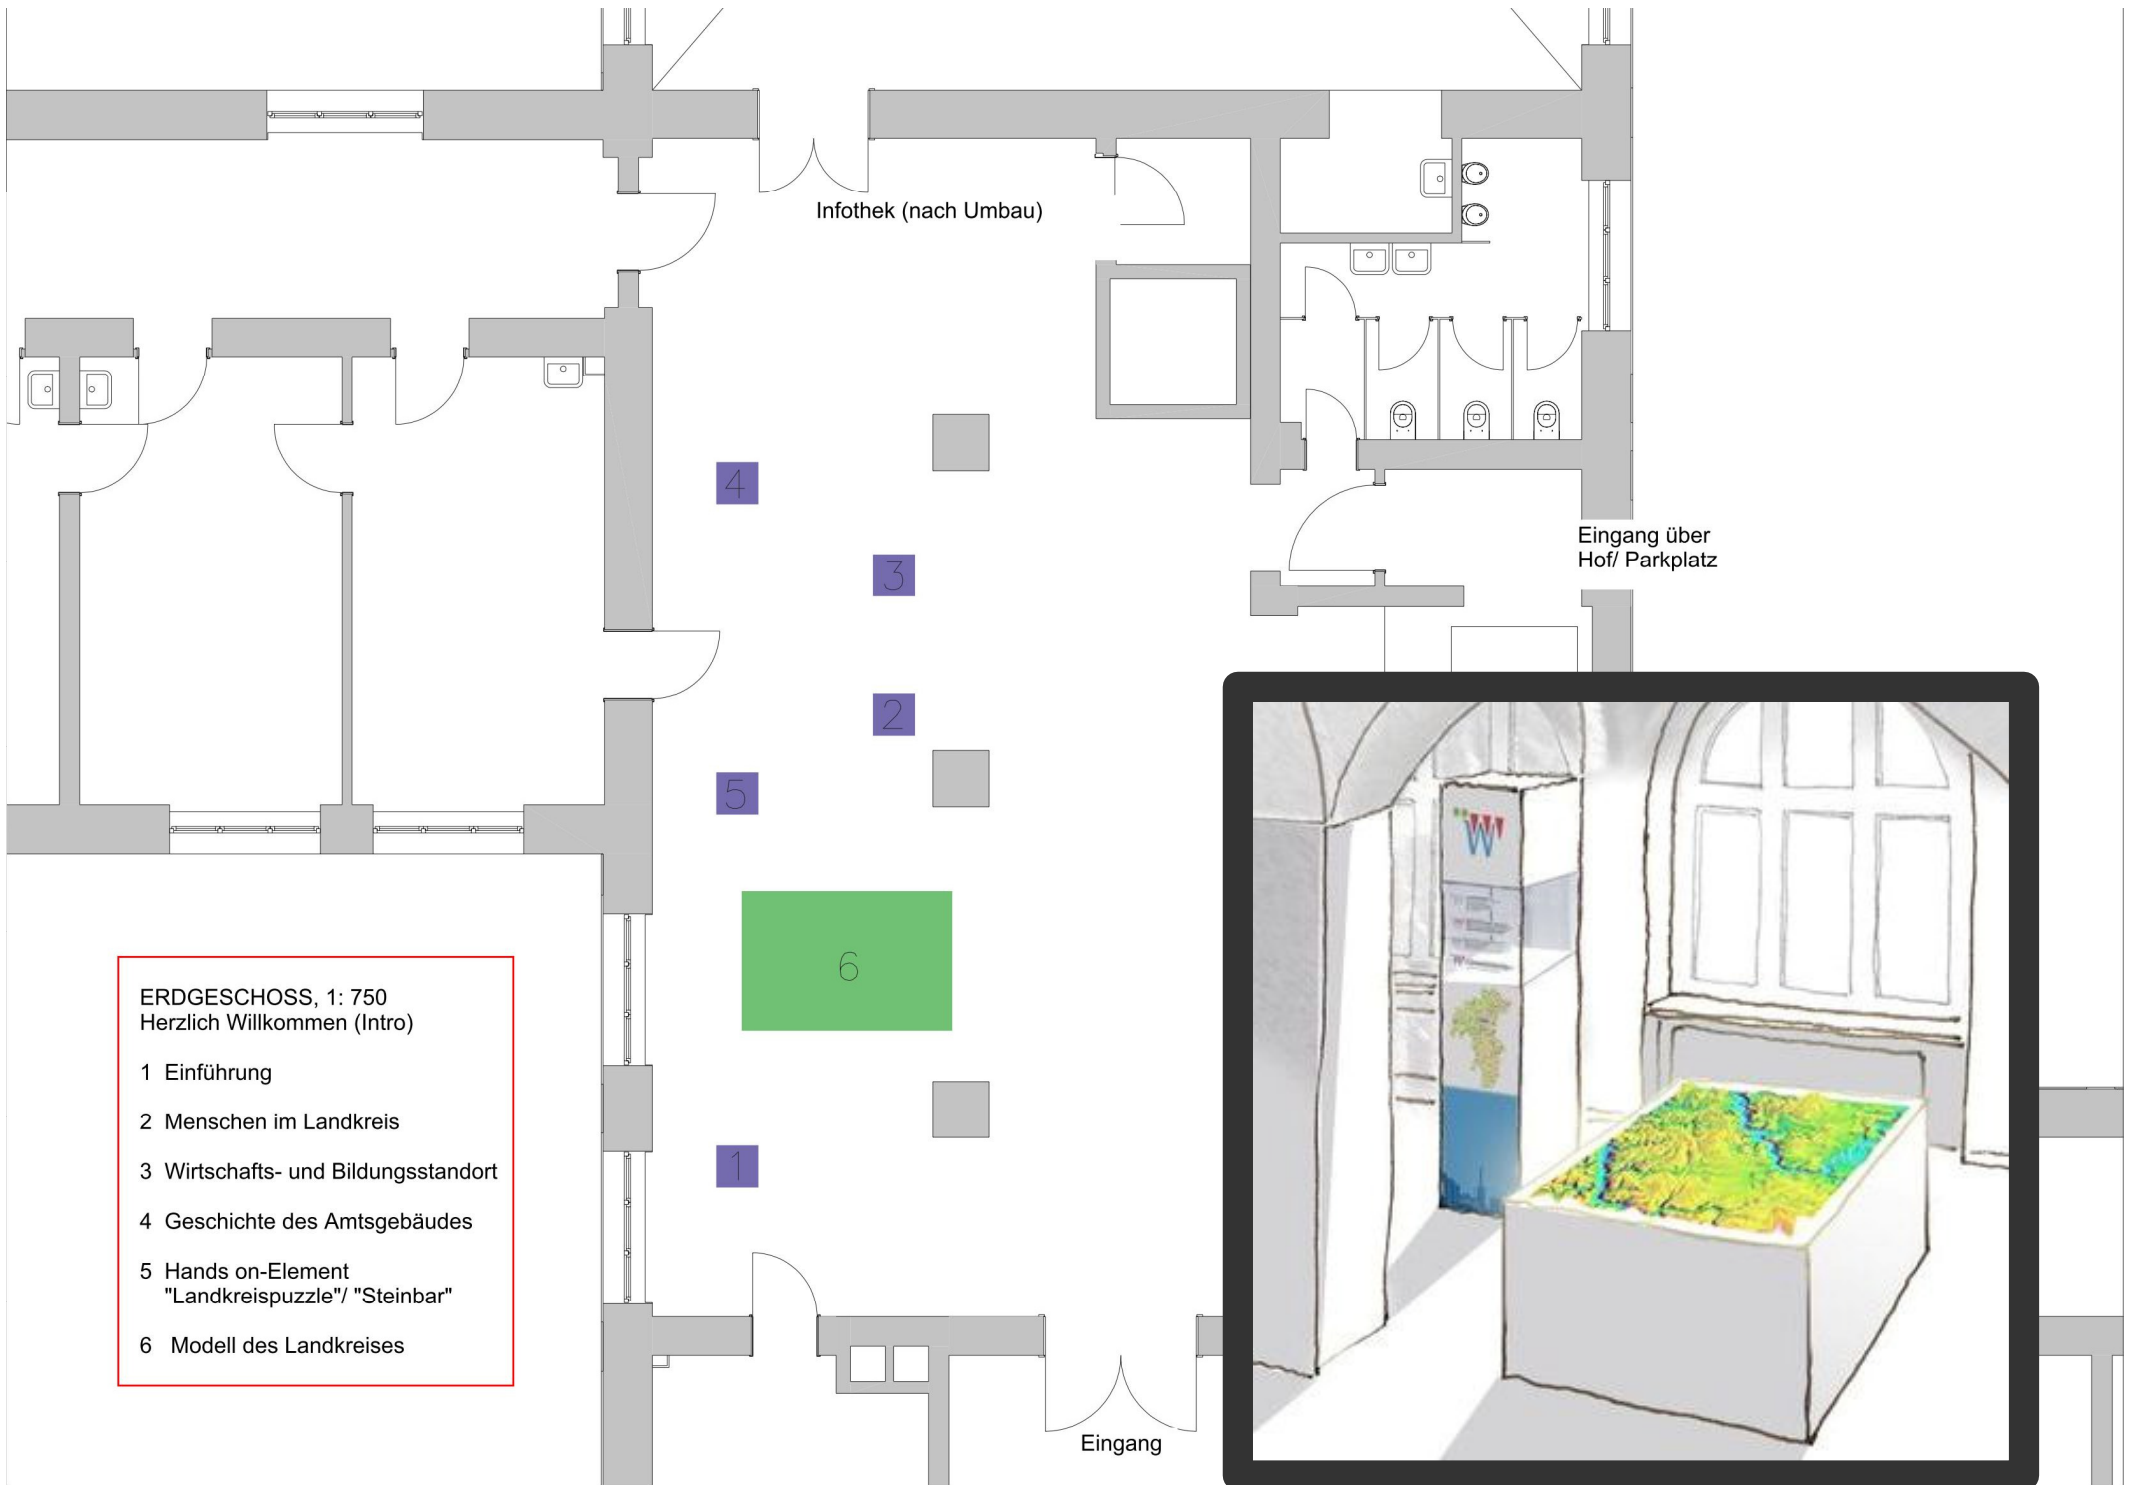 Infothek (nach Umbau)
4
3
Eingang über
Hof/ Parkplatz
2
5
6
1
ERDGESCHOSS, 1: 750
Herzlich Willkommen (Intro)
1 Einführung
2 Menschen im Landkreis
3 Wirtschafts- und Bildungsstandort
4 Geschichte des Amtsgebäudes
5 Hands on-Element
"Landkreispuzzle"/ "Steinbar"
6 Modell des Landkreises
W
Eingang